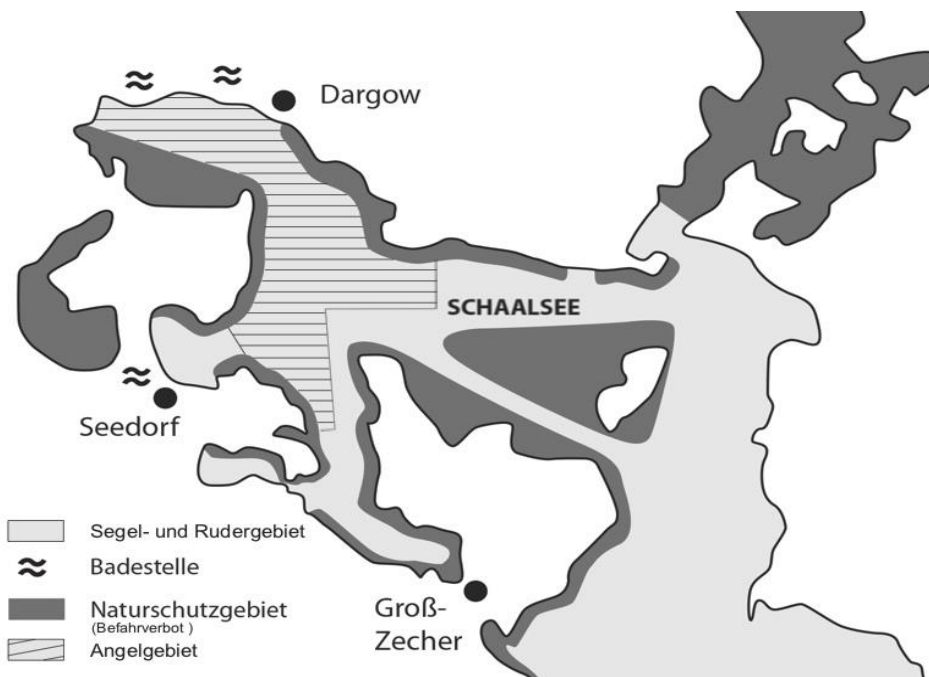 Dargow
SCHAALSEE
Seedorf
Groß-
Zecher
Segel- und Rudergebiet
Badestelle
Naturschutzgebiet
(Befahrverbot )
Angelgebiet